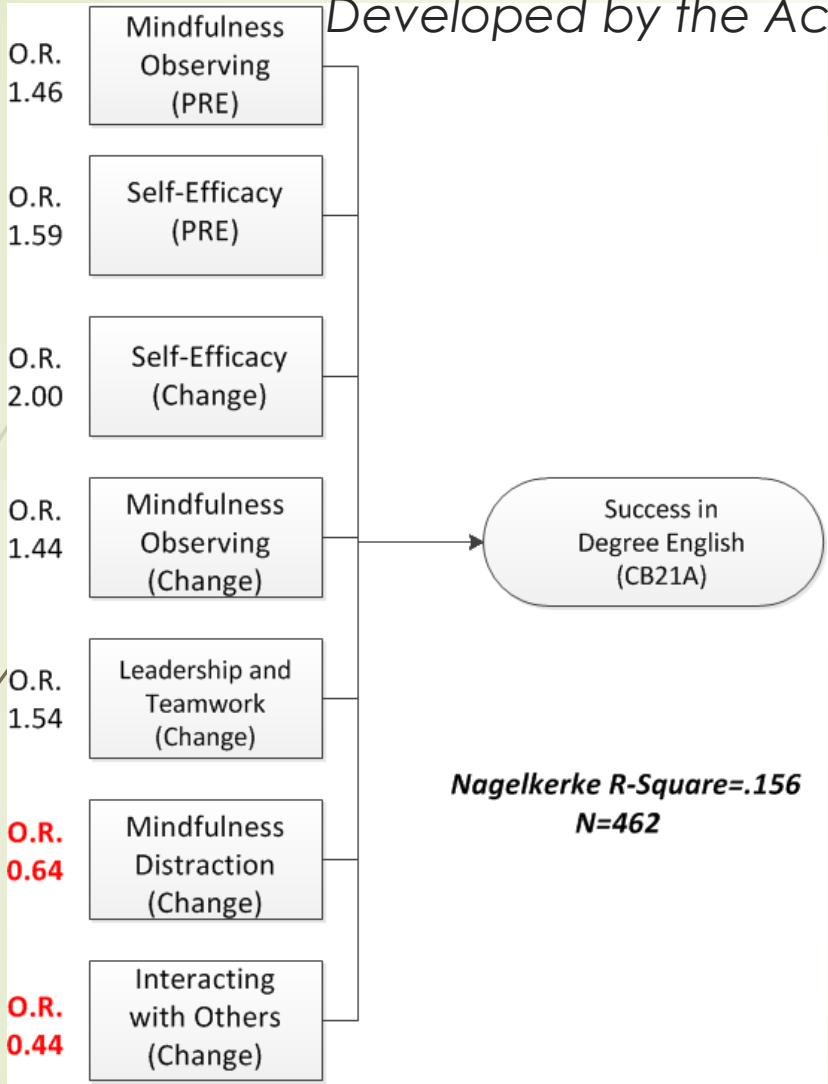 Developed by the Ac
O.R.
1.46
Mindfulness
Observing
(PRE)
O.R.
1.59
Self-Efficacy
(PRE)
O.R.
2.00
Self-Efficacy
(Change)
O.R.
1.44
Mindfulness
Observing
(Change)
Success in
Degree English
(CB21A)
O.R.
1.54
Leadership and
Teamwork
(Change)
Nagelkerke R-Square=.156
N=462
O.R.
0.64
Mindfulness
Distraction
(Change)
O.R.
0.44
Interacting
with Others
(Change)